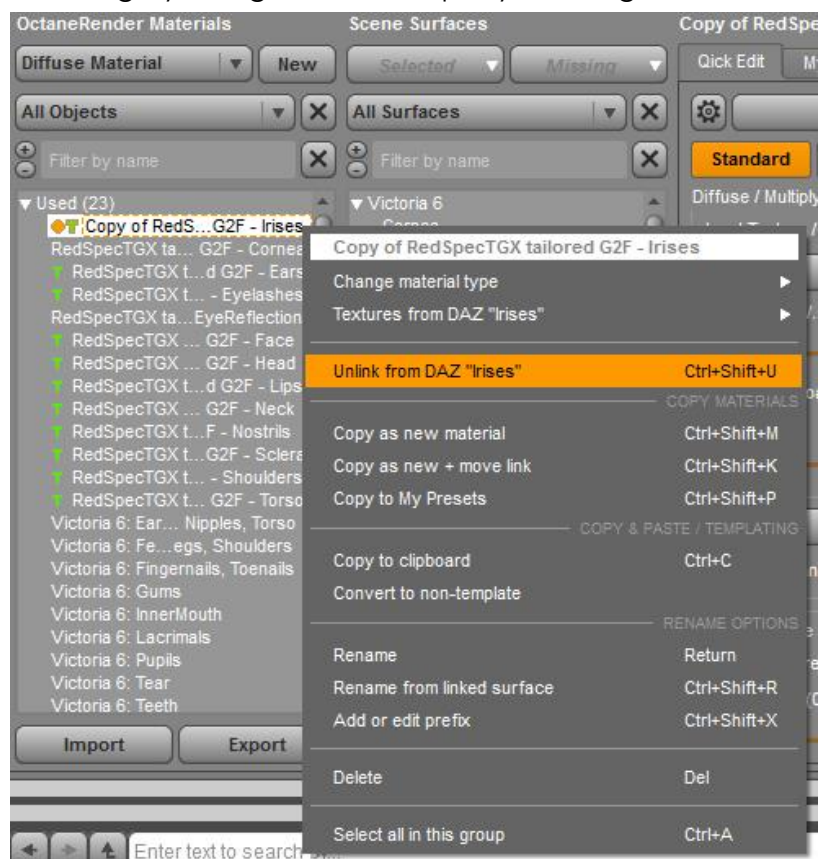 OctaneRender Materials
Scene Surfaces
Copy of RedSpe
Diffuse Material
New
Selected
Missing
Qick Edit
M
All Objects
All Surfaces
Filter by name
Filter by name
Standard
Used (23)
Victoria 6
Diffuse / Multiply
Copy of RedS...G2F - Irises
Cornea
RedSpecTGX ta... G2F - Cornea
RedSpecTGX t...d G2F - Ears
RedSpecTGX t... - Eyelashes
RedSpecTGX ta...EyeReflection
RedSpecTGX ... G2F - Face
RedSpecTGX ... G2F - Head
RedSpecTGX t...d G2F - Lips
RedSpecTGX ... G2F - Neck
RedSpecTGX t...F - Nostrils
RedSpecTGX t...G2F - Sclera
RedSpecTGX t... - Shoulders
RedSpecTGX t... G2F - Torso
Victoria 6: Ear... Nipples, Torso
Victoria 6: Fe...egs, Shoulders
Victoria 6: Fingernails, Toenails
Victoria 6: Gums
Victoria 6: InnerMouth
Victoria 6: Lacrimals
Victoria 6: Pupils
Victoria 6: Tear
Victoria 6: Teeth
Import
Export
Copy of RedSpecTGX tailored G2F - Irises
Change material type
Textures from DAZ "Irises"
Unlink from DAZ "Irises" Ctrl+Shift+U
COPY MATERIALS
Copy as new material Ctrl+Shift+M
Copy as new + move link Ctrl+Shift+K
Copy to My Presets Ctrl+Shift+P
COPY & PASTE / TEMPLATING
Copy to clipboard Ctrl+C
Convert to non-template
RENAME OPTIONS
Rename Return
Rename from linked surface Ctrl+Shift+R
Add or edit prefix Ctrl+Shift+X
Delete Del
Select all in this group Ctrl+A
Enter text to search